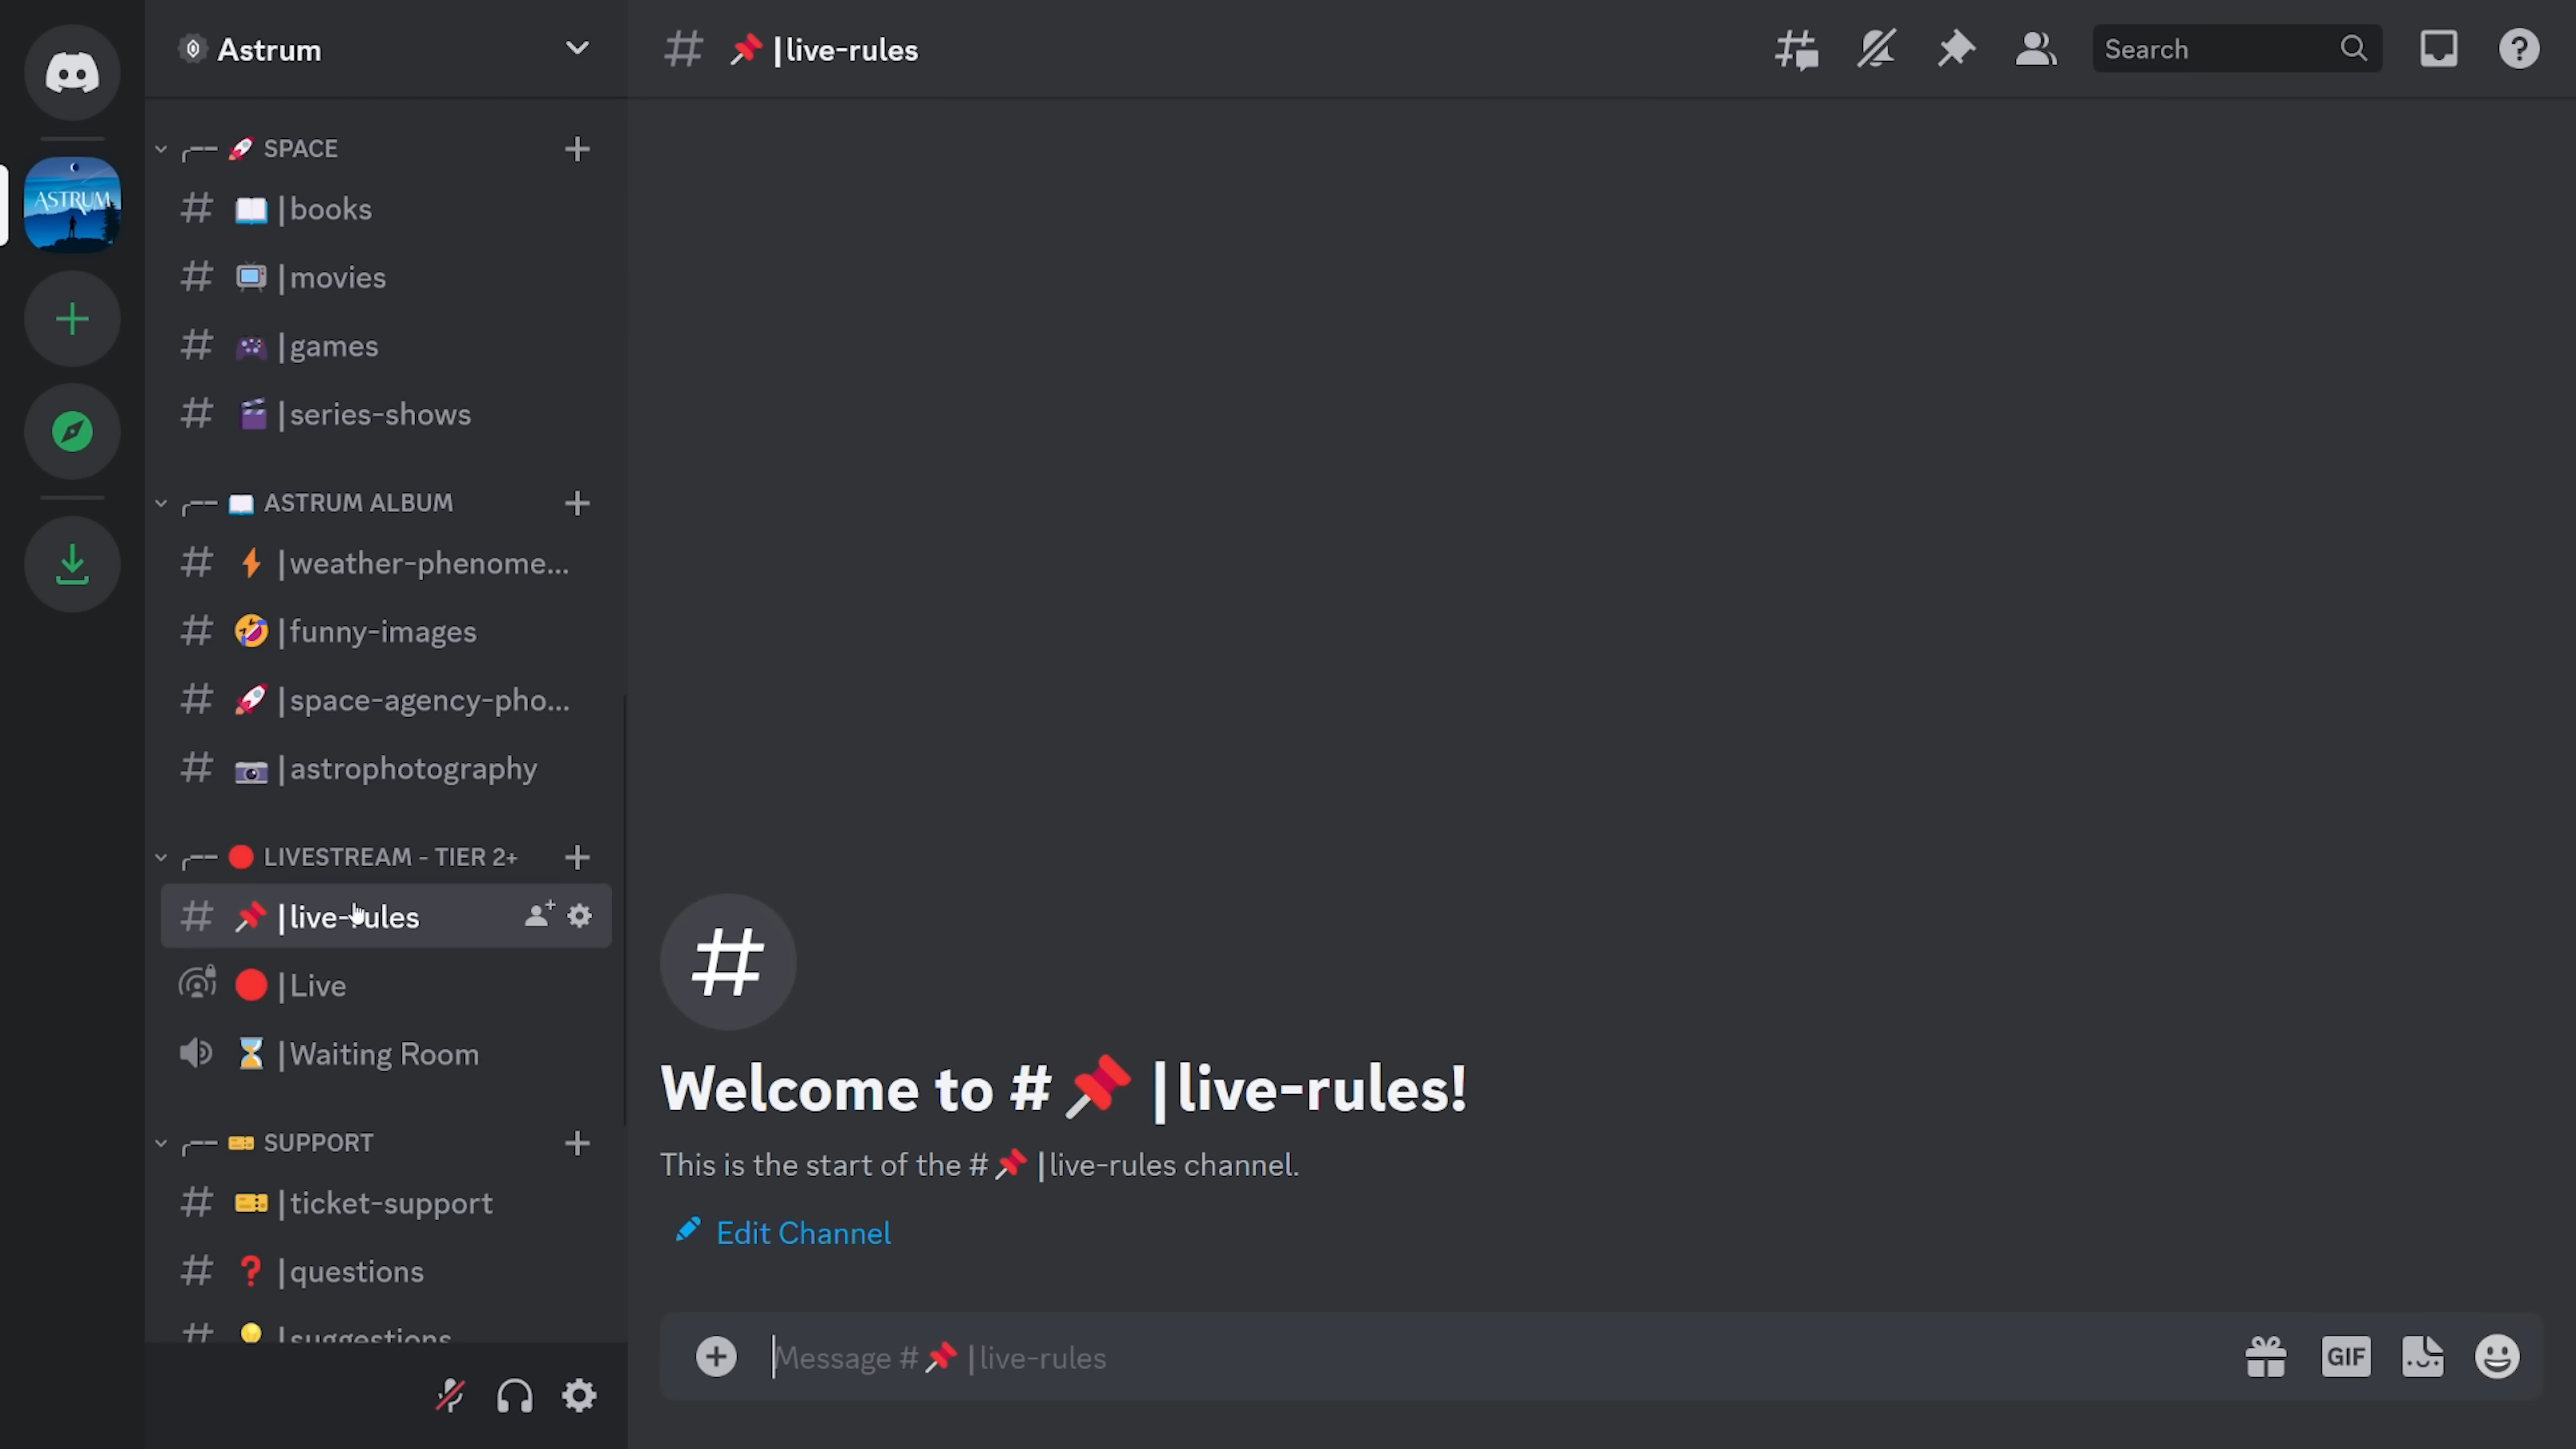 Astrum
ASTRUM
SPACE
|books
|movies
|games
|series-shows
ASTRUM ALBUM
|weather-phenome...
|funny-images
|space-agency-pho...
|astrophotography
LIVESTREAM - TIER 2+
|live-rules
|Live
|Waiting Room
SUPPORT
|ticket-support
|questions
|suggestions
# 📌 |live-rules
Search
Welcome to # 📌 |live-rules!
This is the start of the # 📌 |live-rules channel.
Edit Channel
Message # 📌 |live-rules
GIF